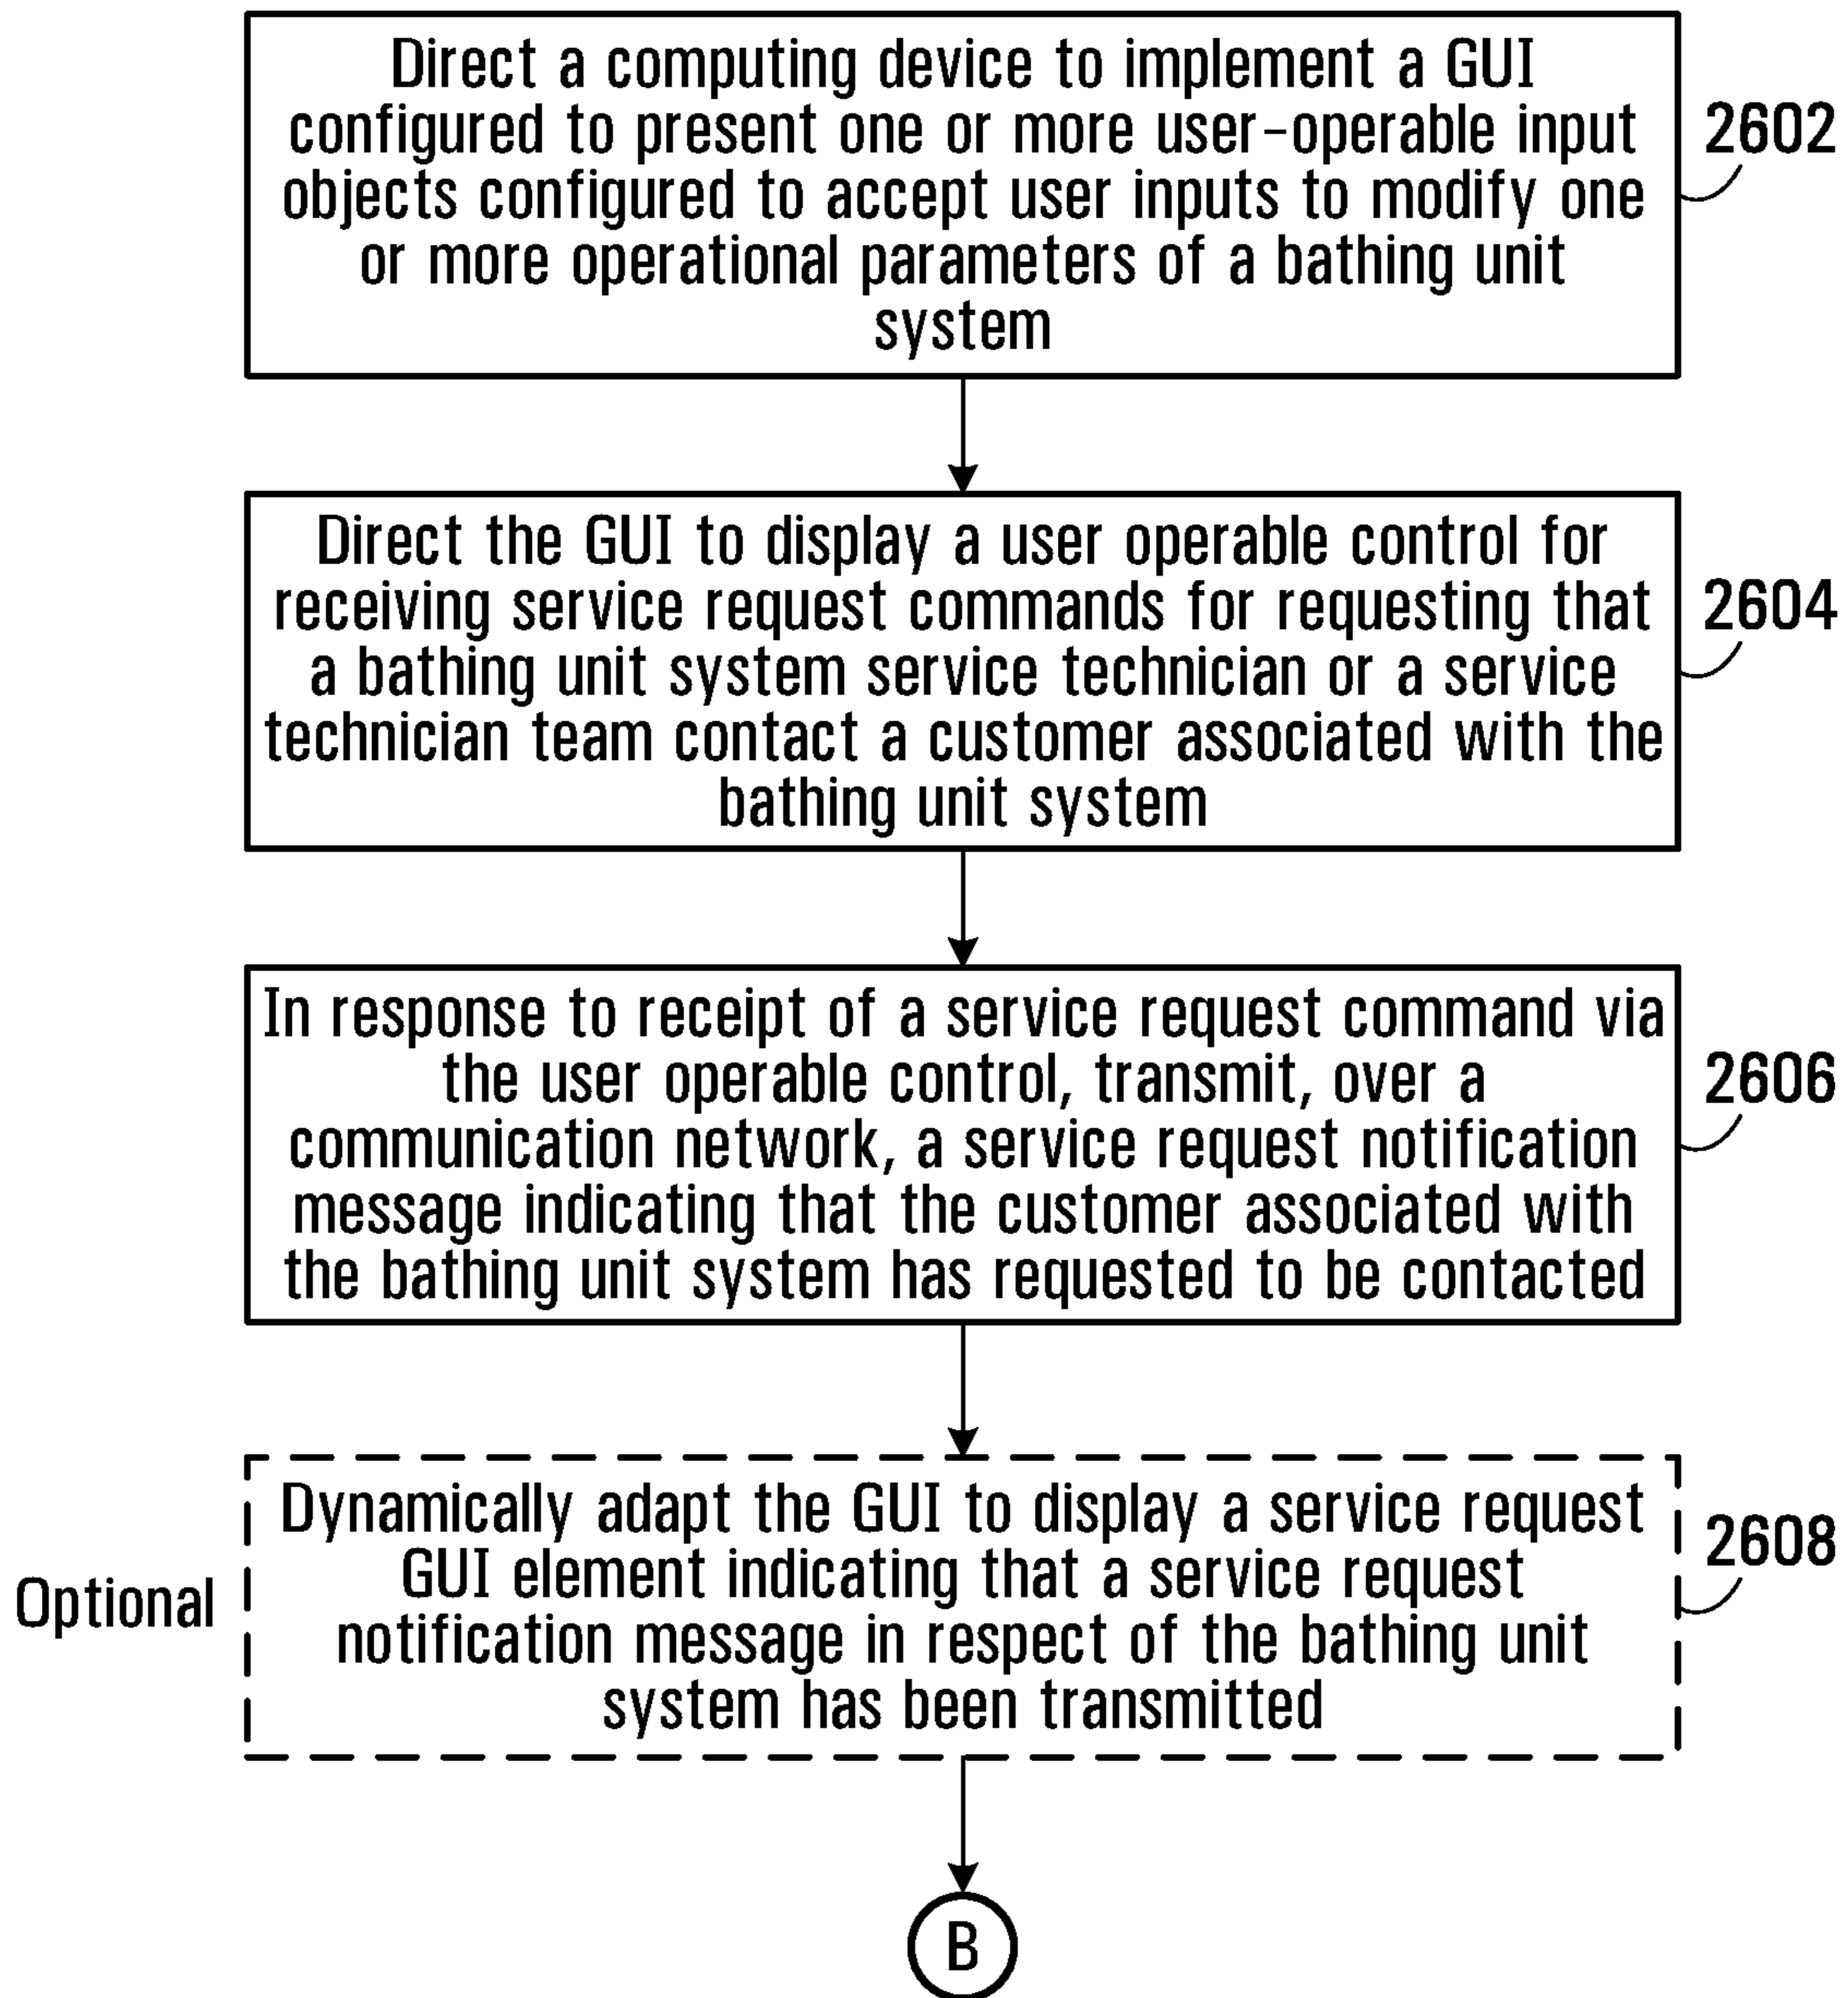 Direct a computing device to implement a GUI
configured to present one or more user-operable input
objects configured to accept user inputs to modify one
or more operational parameters of a bathing unit
system
2602
Direct the GUI to display a user operable control for
receiving service request commands for requesting that
a bathing unit system service technician or a service
technician team contact a customer associated with the
bathing unit system
2604
In response to receipt of a service request command via
the user operable control, transmit, over a
communication network, a service request notification
message indicating that the customer associated with
the bathing unit system has requested to be contacted
2606
Optional
Dynamically adapt the GUI to display a service request
GUI element indicating that a service request
notification message in respect of the bathing unit
system has been transmitted
2608
B